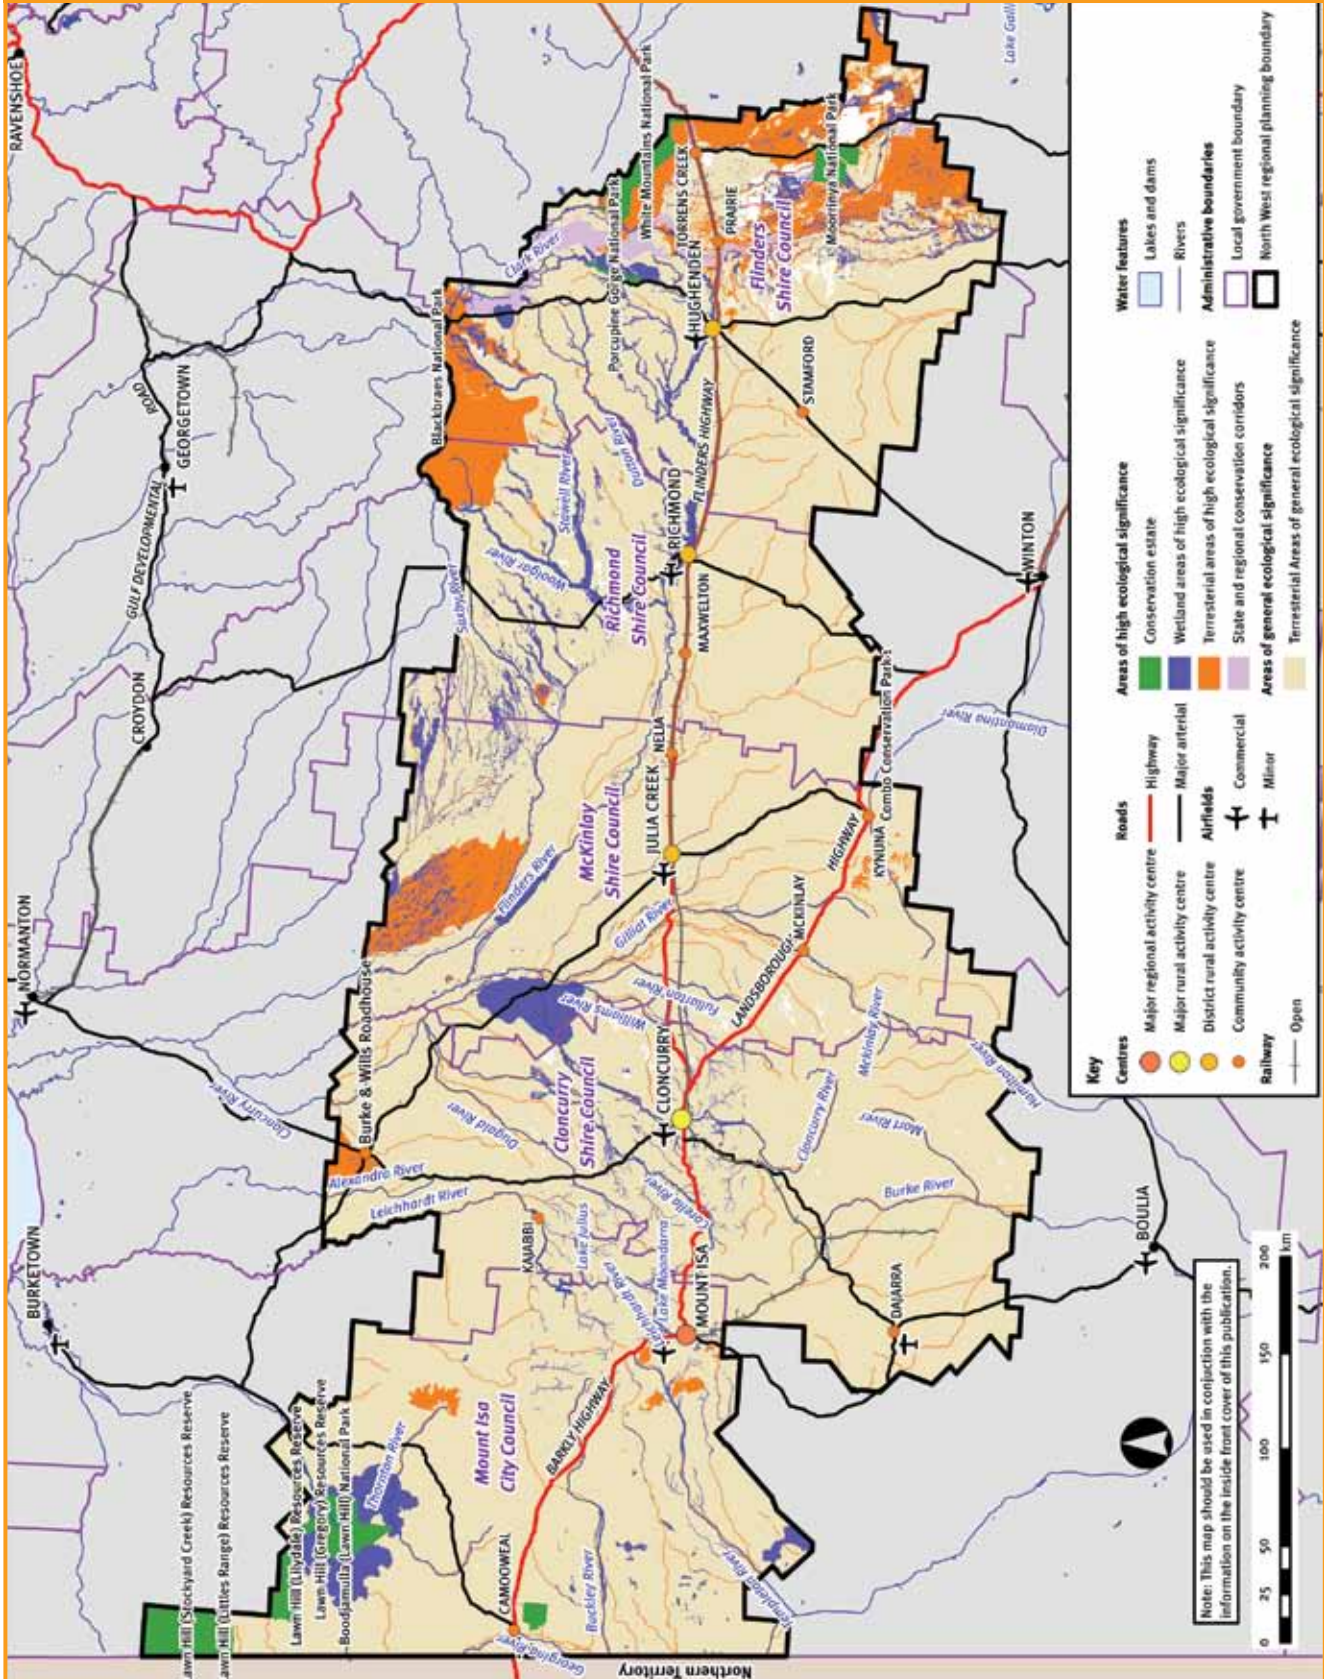 RAVENSHOE
GEORGETOWN
GULF DEVELOPMENTAL
ROAD
CROYDON
NORMANTON
BURKETOWN
Lawn Hill (Lilydale) Resources Reserve
Lawn Hill (Gregory) Resources Reserve
Boodjamulla (Lawn Hill) National Park
Thornton River
CAMOOWEAL
Georgina River
Buckley River
Templeton River
Northern Territory
Mount Isa
City Council
BARKLY HIGHWAY
MOUNT ISA
Lake Moondarra
Leichhardt River
Lake Julius
KAJABBI
Corella River
Leichhardt River
Alexandra River
Burke & Wills Roadhouse
Cloncurry River
Dugald River
Cloncurry
Shire Council
CLONCURRY
Williams River
Fullarton River
Gilliat River
Flinders River
McKinlay
Shire Council
JULIA CREEK
NELIA
LANDSBOROUGH
HIGHWAY
MCKINLAY
KYNUNA
Combo Conservation Park 1
Mckinlay River
Cloncurry River
Mort River
Burke River
Hamilton River
DAJARRA
BOULIA
Saxby River
Woolgar River
Stawell River
Dutton River
Richmond
Shire Council
RICHMOND
MAXWELTON
FLINDERS HIGHWAY
Blackbraes National Park
Clark River
Porcupine Gorge National Park
White Mountains National Park
TORRENS CREEK
PRAIRIE
HUGHENDEN
Flinders
Shire Council
Moorrinya National Park
STAMFORD
WINTON
Diamantina River
Key
Centres
Major regional activity centre
Major rural activity centre
District rural activity centre
Community activity centre
Railway
Open
Roads
Highway
Major arterial
Airfields
Commercial
Minor
Areas of high ecological significance
Conservation estate
Wetland areas of high ecological significance
Terresterial areas of high ecological significance
State and regional conservation corridors
Areas of general ecological significance
Terresterial Areas of general ecological significance
Water features
Lakes and dams
Rivers
Administrative boundaries
Local government boundary
North West regional planning boundary
Note: This map should be used in conjuction with the
information on the inside front cover of this publication.
0 25 50 100 150 200
km